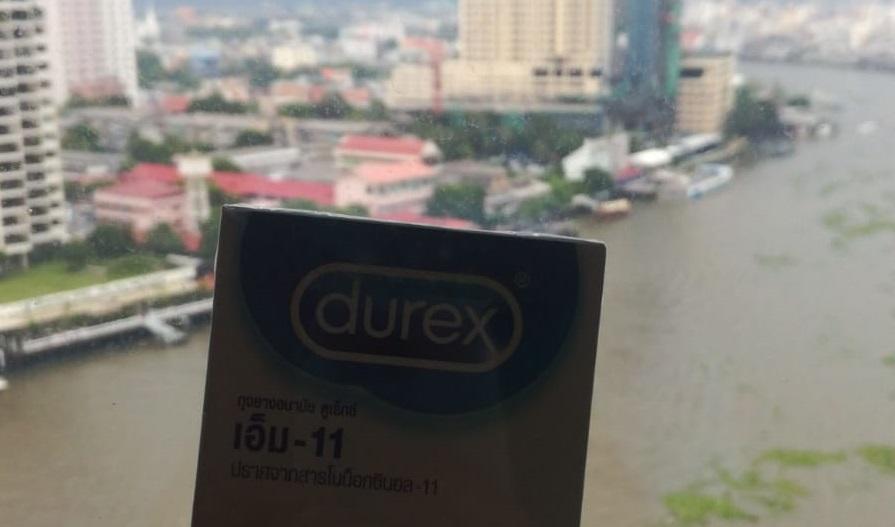 durex®
ถุงยางอนามัย ดูเร็กซ์
เอ็ม-11
ปราศจากสารโนน็อกซินอล-11